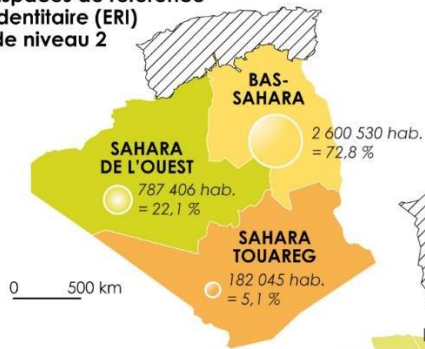 dentitaire (ERI)
de niveau 2
BAS-
SAHARA
2 600 530 hab.
= 72,8 %
SAHARA
DE L'OUEST
787 406 hab.
= 22,1 %
SAHARA
TOUAREG
182 045 hab.
= 5,1 %
0 500 km